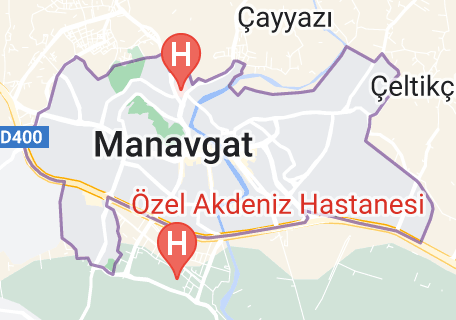 Çayyazı
H
Çeltikç
D400
Manavgat
Özel Akdeniz Hastanesi
H